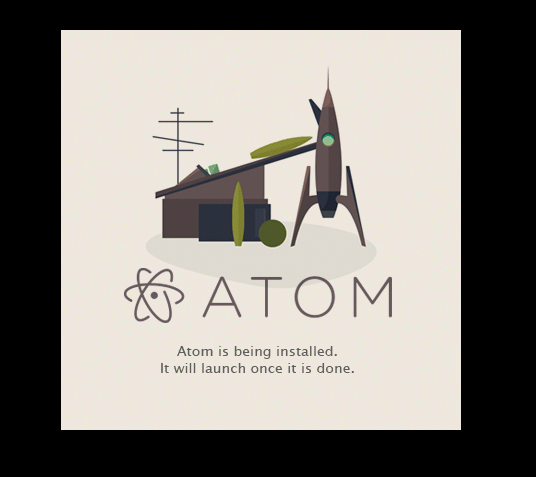 ATOM
Atom is being installed.
It will launch once it is done.